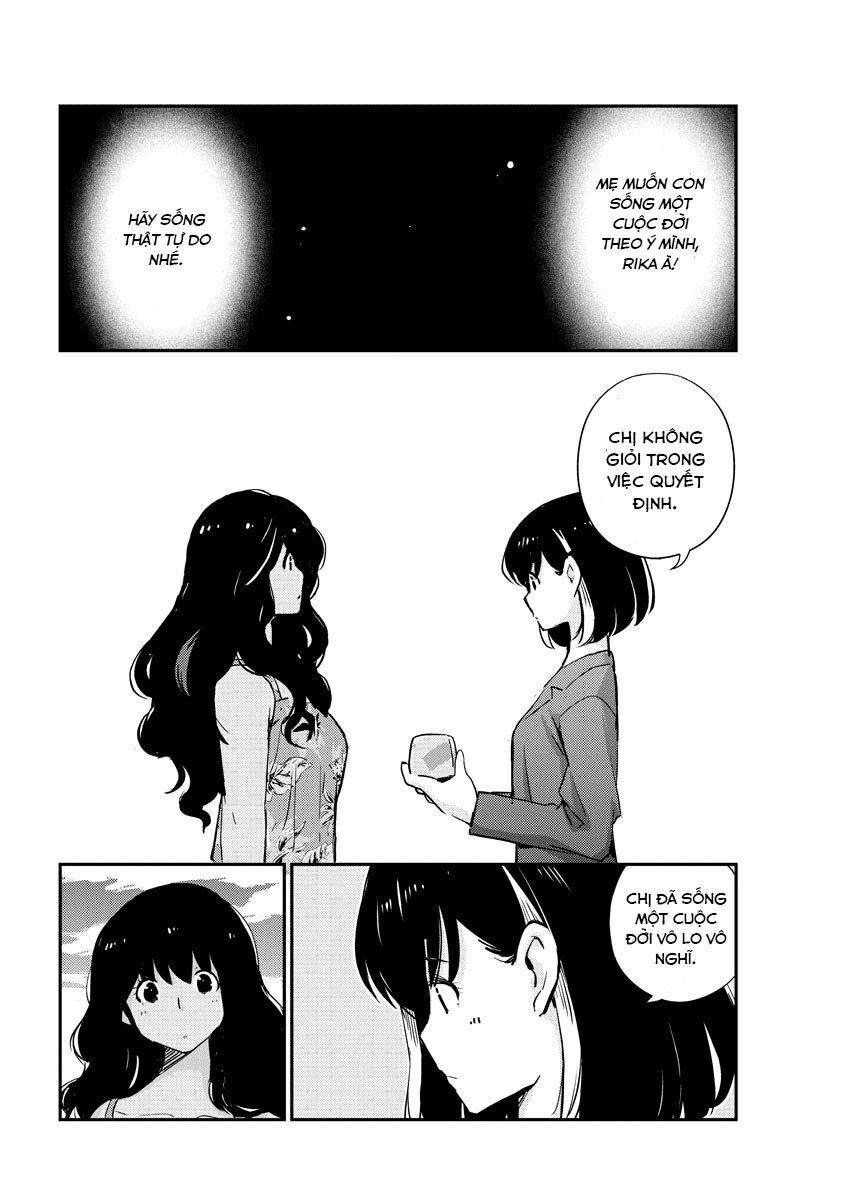 MẸ MUỐN CON
SỐNG MỘT
CUỘC ĐỜI
THEO Ý MÌNH,
RIKA À!
HÃY SỐNG
THẬT TỰ DO
NHÉ.
CHỊ KHÔNG
GIỎI TRONG
VIỆC QUYẾT
ĐỊNH.
CHỊ ĐÃ SỐNG
MỘT CUỘC
ĐỜI VÔ LO VÔ
NGHĨ.